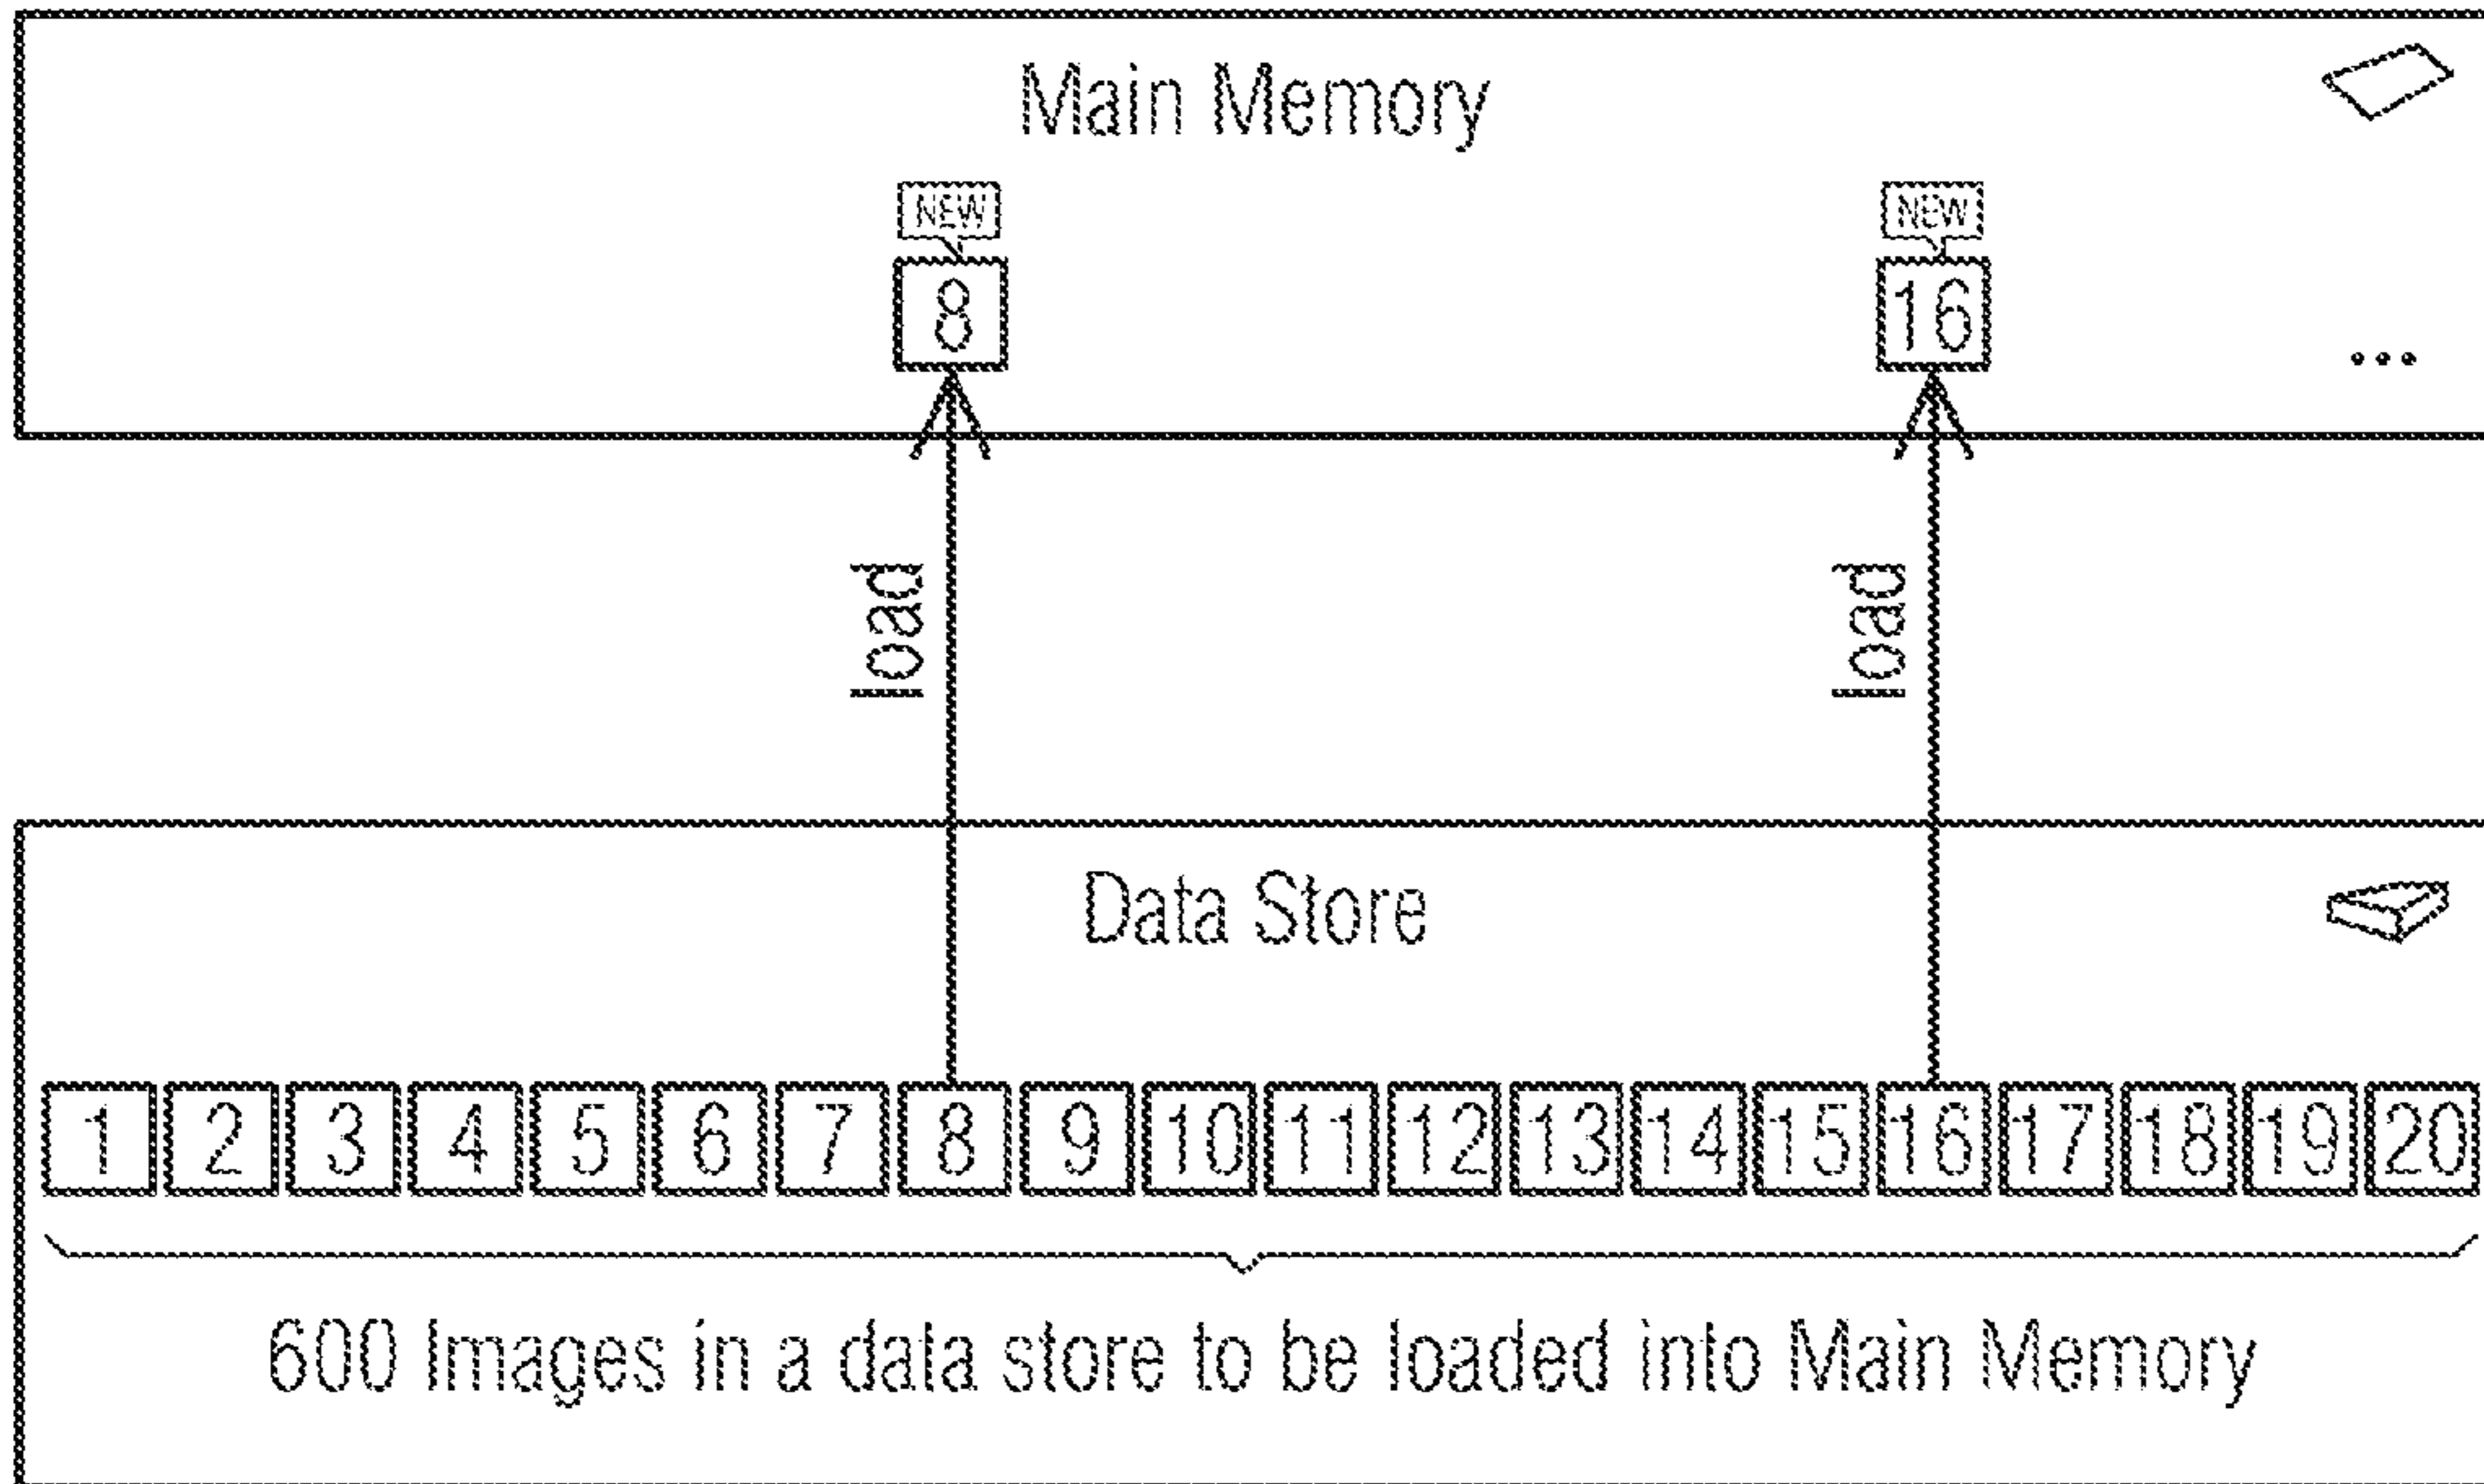 Main Memory
NEW NEW
8 16
...
load load
Data Store
1 2 3 4 5 6 7 8 9 10 11 12 13 14 15 16 17 18 19 20
600 Images in a data store to be loaded into Main Memory